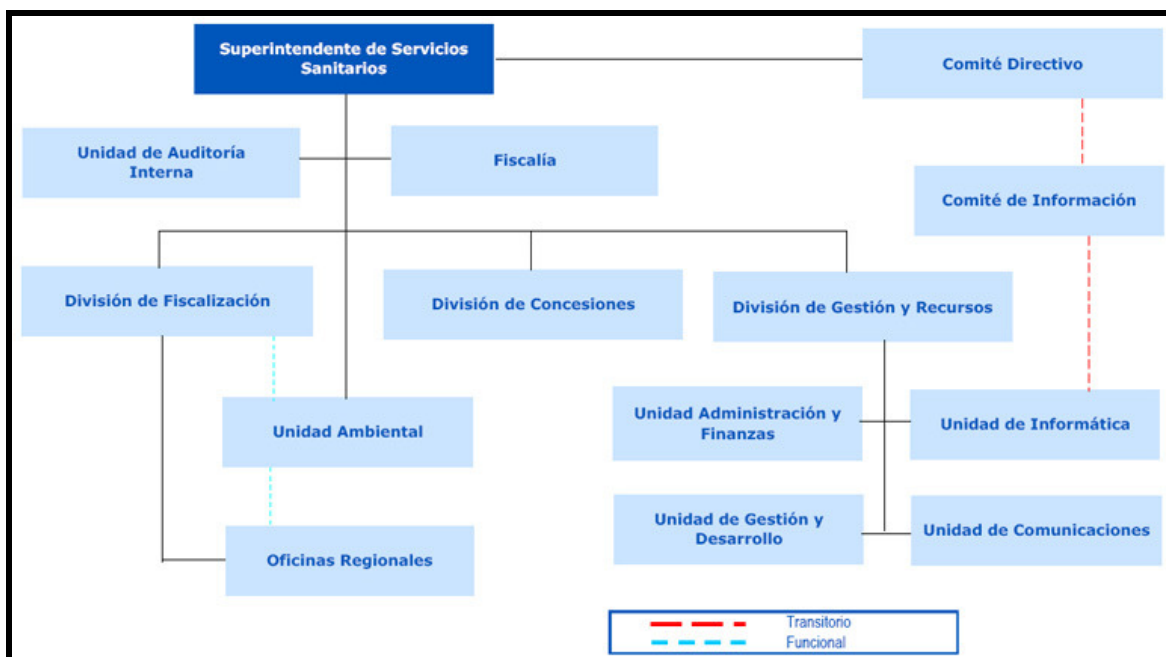 Superintendente de Servicios
Sanitarios
Comité Directivo
Unidad de Auditoría
Interna
Fiscalía
Comité de Información
División de Fiscalización
División de Concesiones
División de Gestión y Recursos
Unidad Ambiental
Unidad Administración y
Finanzas
Unidad de Informática
Oficinas Regionales
Unidad de Gestión y
Desarrollo
Unidad de Comunicaciones
Transitorio
Funcional